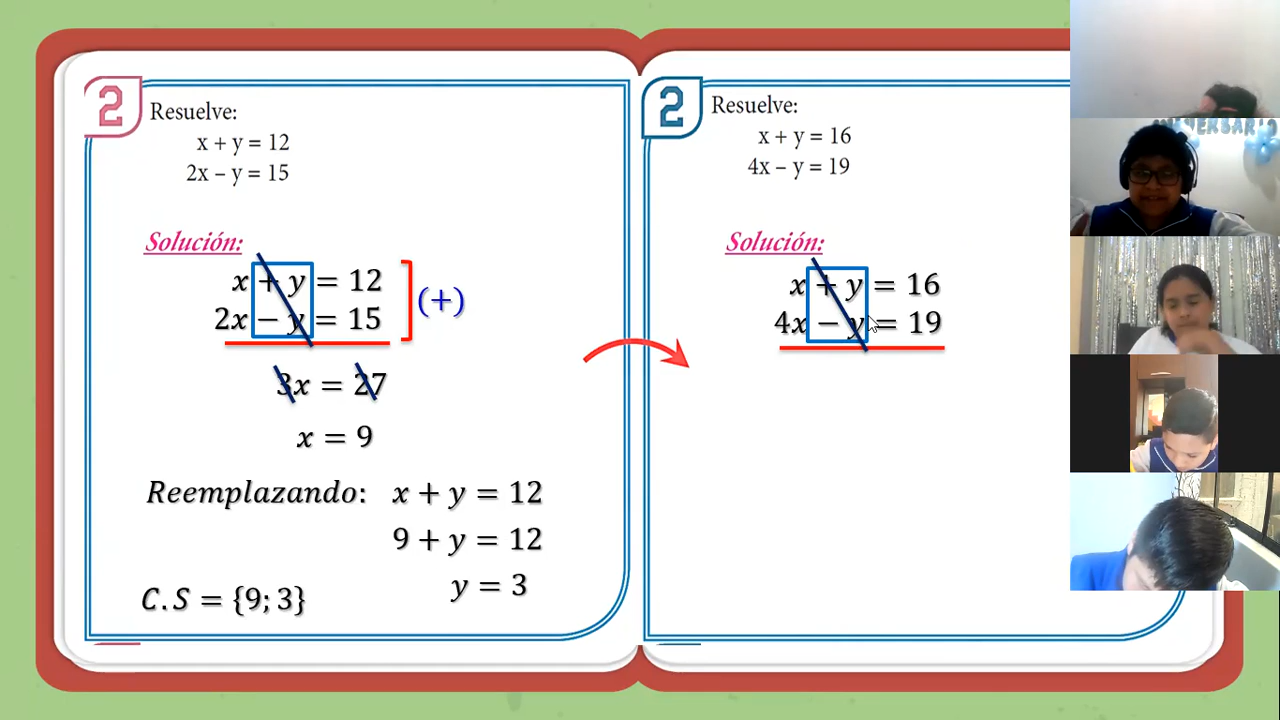 2
Resuelve:
x + y = 12
2x – y = 15
Solución:
x + y = 12
2x − y = 15
(+)
3x = 27
x = 9
Reemplazando: x + y = 12
9 + y = 12
y = 3
C.S = {9; 3}
2
Resuelve:
x + y = 16
4x – y = 19
Solución:
x + y = 16
4x − y = 19